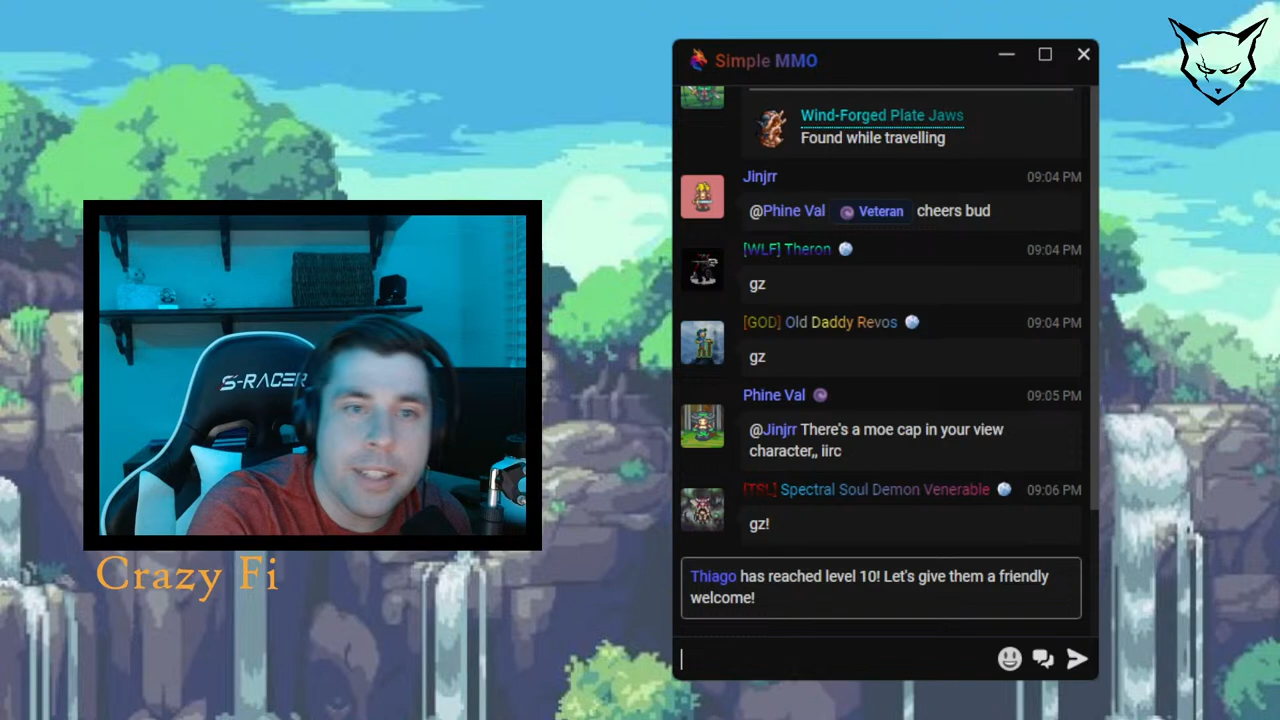 Simple MMO
Wind-Forged Plate Jaws
Found while travelling
Jinjrr 09:04 PM
@Phine Val Veteran cheers bud
[WLF] Theron 09:04 PM
gz
[GOD] Old Daddy Revos 09:04 PM
gz
Phine Val 09:05 PM
@Jinjrr There's a moe cap in your view
character,, iirc
[TSL] Spectral Soul Demon Venerable 09:06 PM
gz!
Thiago has reached level 10! Let's give them a friendly
welcome!
S-RACER
Crazy Fi